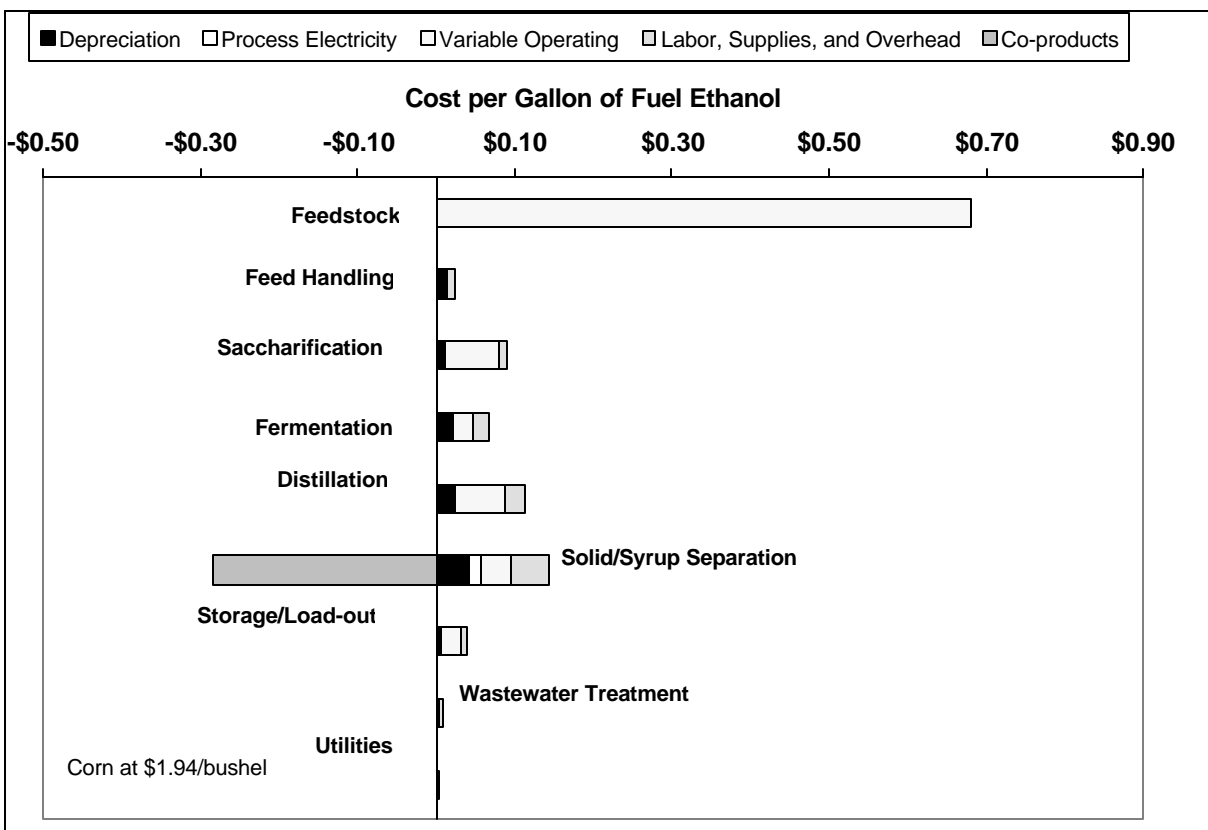 Depreciation Process Electricity Variable Operating Labor, Supplies, and Overhead Co-products
Cost per Gallon of Fuel Ethanol
-$0.50 -$0.30 -$0.10 $0.10 $0.30 $0.50 $0.70 $0.90
Feedstock
Feed Handling
Saccharification
Fermentation
Distillation
Solid/Syrup Separation
Storage/Load-out
Wastewater Treatment
Utilities
Corn at $1.94/bushel